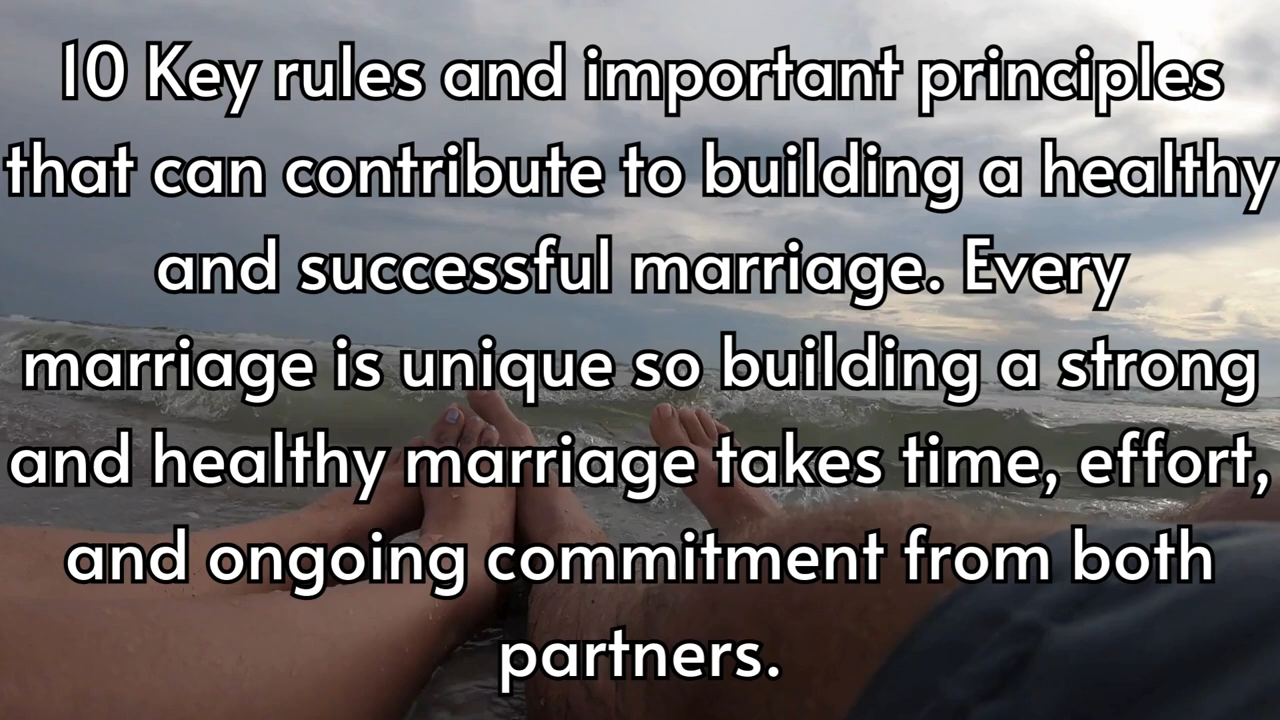 10 Key rules and important principles
that can contribute to building a healthy
and successful marriage. Every
marriage is unique so building a strong
and healthy marriage takes time, effort,
and ongoing commitment from both
partners.